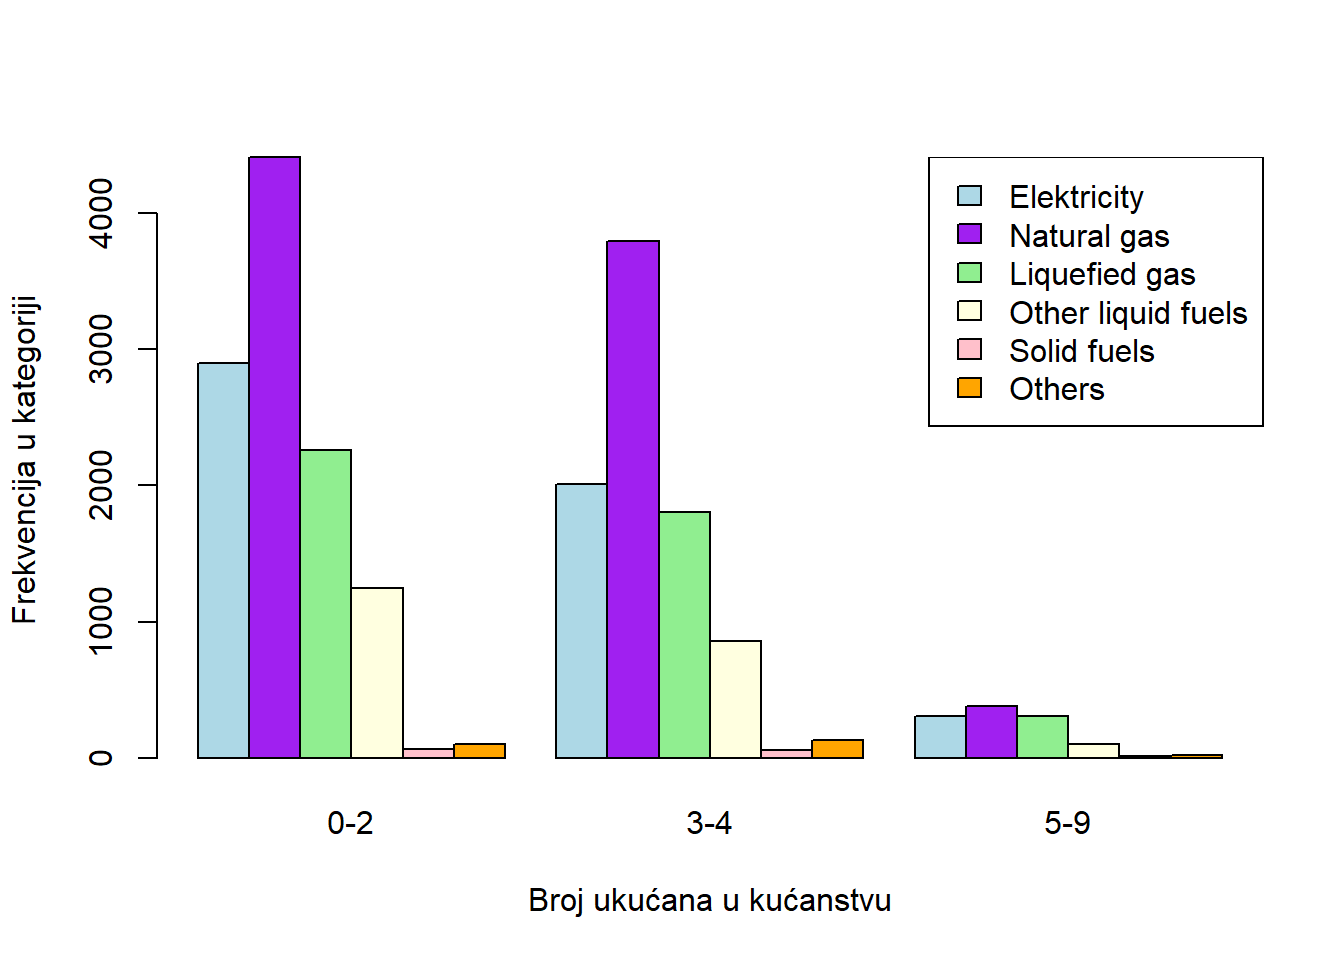 Frekvencija u kategoriji
4000
3000
2000
1000
0
Elektricity
Natural gas
Liquefied gas
Other liquid fuels
Solid fuels
Others
0-2 3-4 5-9
Broj ukućana u kućanstvu